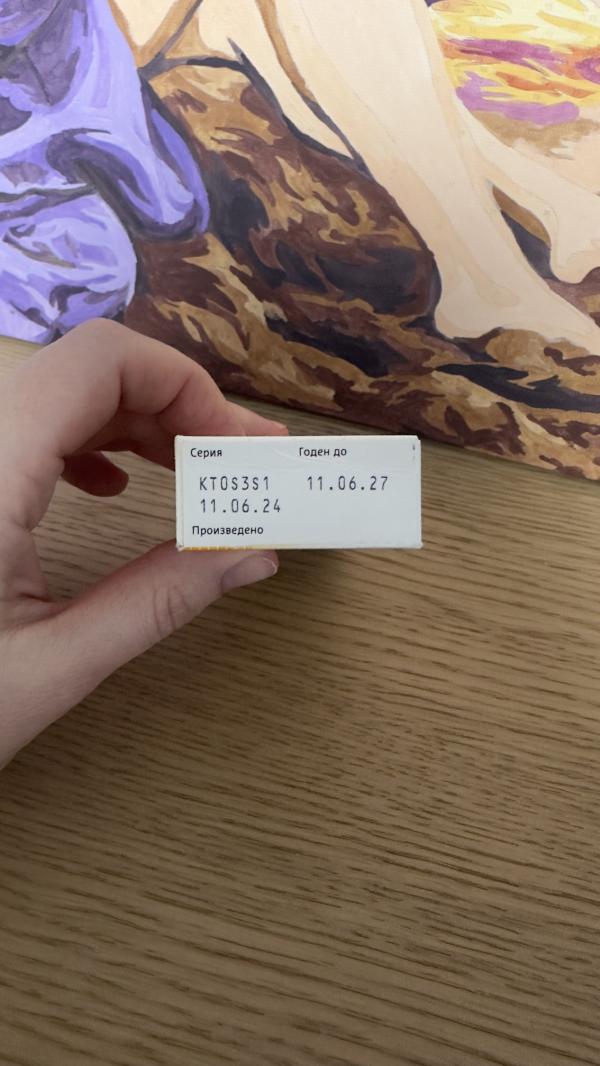 Серия Годен до
KT0S3S1 11.06.27
11.06.24
Произведено